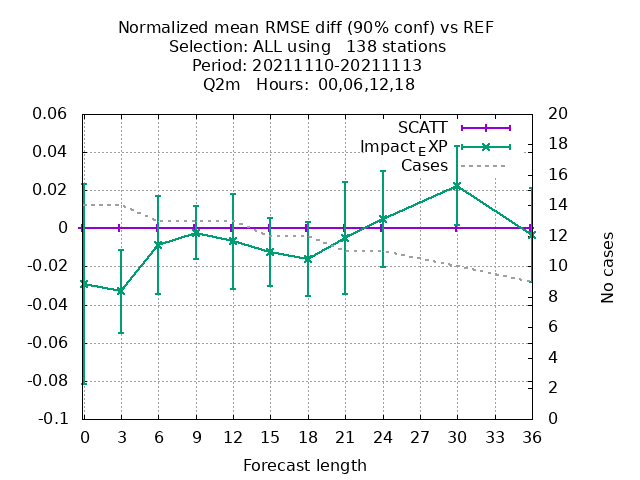 Normalized mean RMSE diff (90% conf) vs REF
Selection: ALL using   138 stations
Period: 20211110-20211113
Q2m   Hours:  00,06,12,18
0.06
0.04
0.02
0
-0.02
-0.04
-0.06
-0.08
-0.1
SCATT
Impact_EXP
Cases
20
18
16
14
12
10
8
6
4
2
0
No cases
0 3 6 9 12 15 18 21 24 27 30 33 36
Forecast length